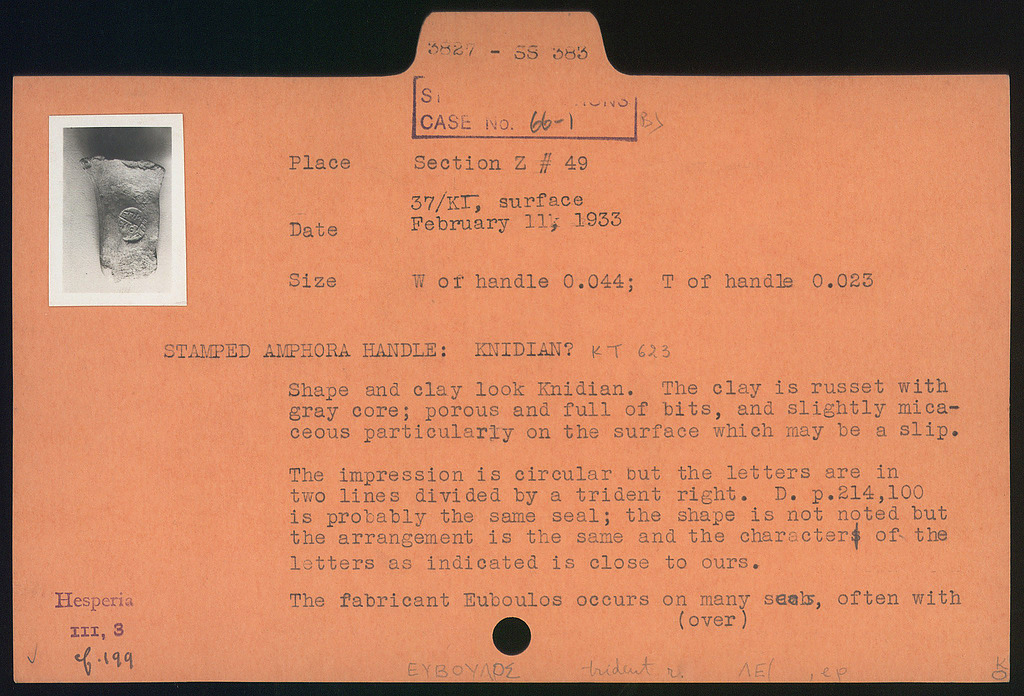 3827 - SS 383
CASE No. 66-1
Place Section Z # 49
37/KΓ, surface
Date February 11, 1933
Size W of handle 0.044; T of handle 0.023
STAMPED AMPHORA HANDLE: KNIDIAN? KT 623
Shape and clay look Knidian. The clay is russet with
gray core; porous and full of bits, and slightly mica-
ceous particularly on the surface which may be a slip.
The impression is circular but the letters are in
two lines divided by a trident right. D. p.214,100
is probably the same seal; the shape is not noted but
the arrangement is the same and the character of the
letters as indicated is close to ours.
The fabricant Euboulos occurs on many seals, often with
(over)
Hesperia
III, 3
cf. 199
ΕΥΒΟΥΛΟΣ trident r.
KO